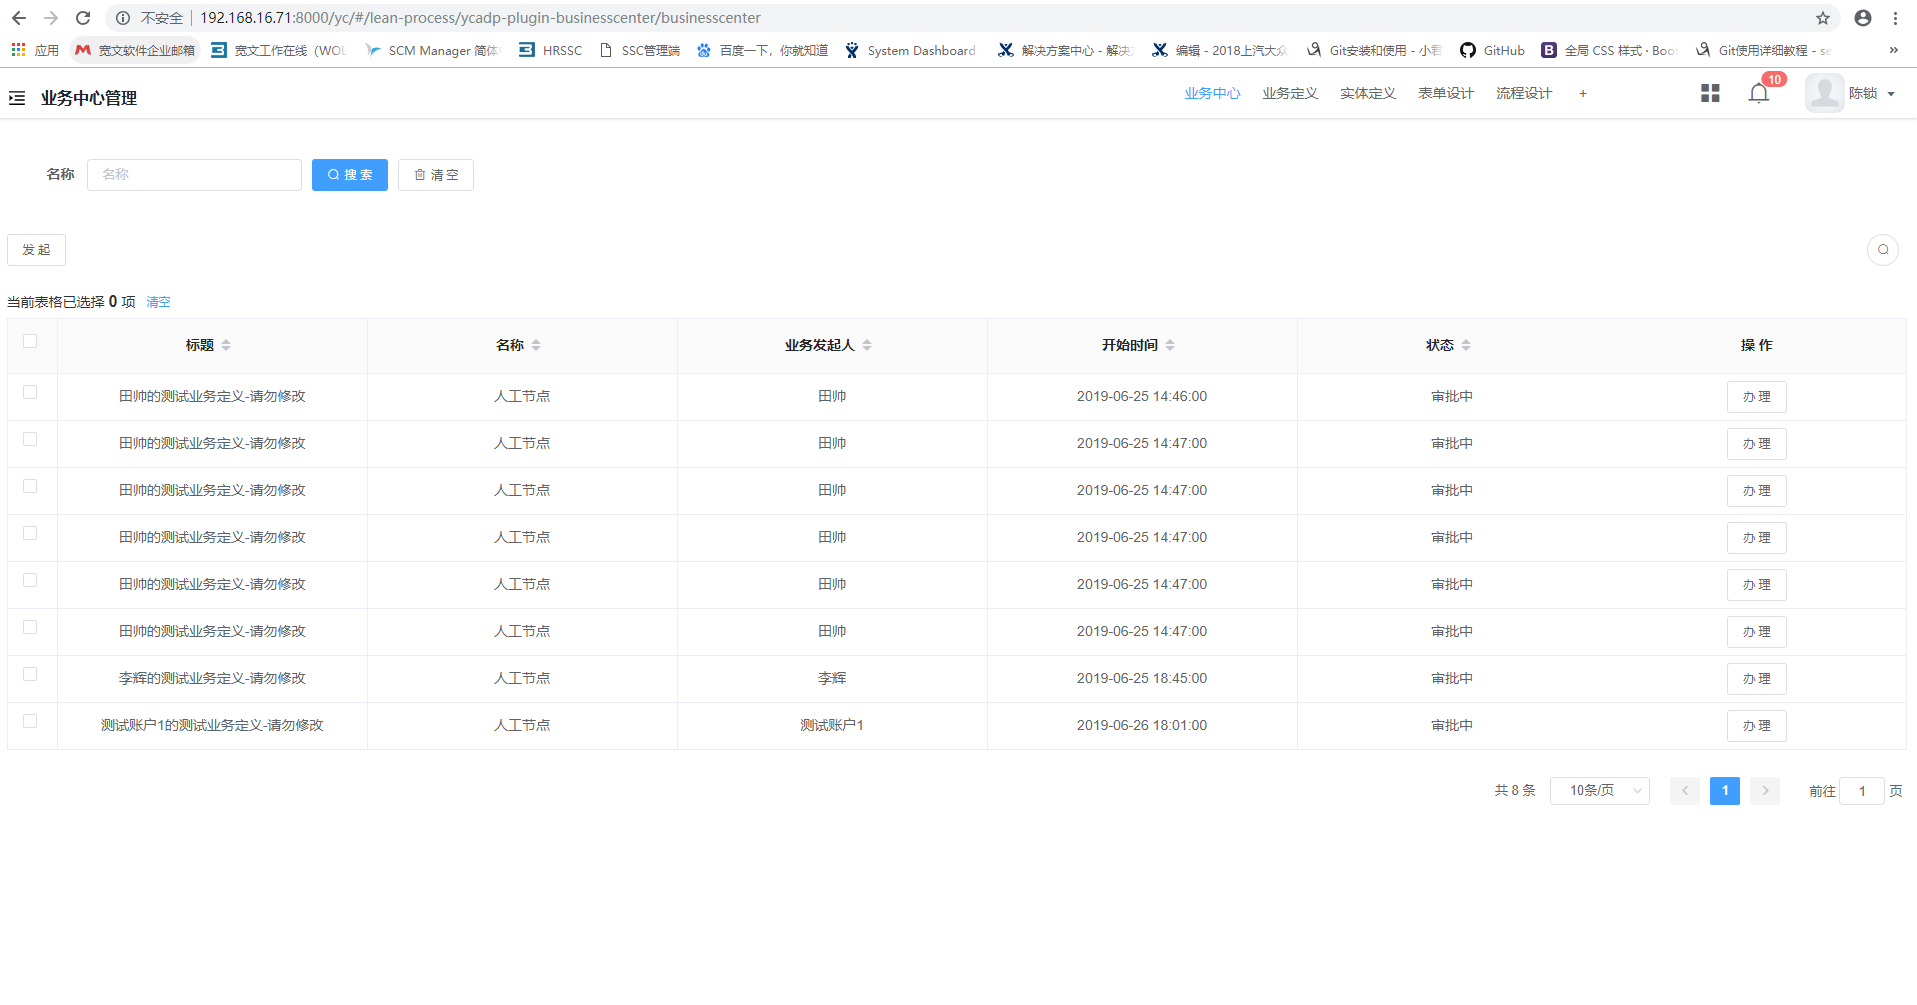 不安全 192.168.16.71:8000/yc/#/lean-process/ycadp-plugin-businesscenter/businesscenter
应用 宽文软件企业邮箱 宽文工作在线（WOL SCM Manager 简体 HRSSC SSC管理端 百度一下，你就知道 System Dashboard 解决方案中心 - 解决 编辑 - 2018上汽大众 Git安装和使用 - 小君 GitHub 全局 CSS 样式 · Boo Git使用详细教程 - se »
业务中心管理 业务中心 业务定义 实体定义 表单设计 流程设计 + 10 陈锁
名称 名称 搜 索 清 空
发 起
当前表格已选择 0 项 清空
标题 名称 业务发起人 开始时间 状态 操 作
田帅的测试业务定义-请勿修改 人工节点 田帅 2019-06-25 14:46:00 审批中 办 理
田帅的测试业务定义-请勿修改 人工节点 田帅 2019-06-25 14:47:00 审批中 办 理
田帅的测试业务定义-请勿修改 人工节点 田帅 2019-06-25 14:47:00 审批中 办 理
田帅的测试业务定义-请勿修改 人工节点 田帅 2019-06-25 14:47:00 审批中 办 理
田帅的测试业务定义-请勿修改 人工节点 田帅 2019-06-25 14:47:00 审批中 办 理
田帅的测试业务定义-请勿修改 人工节点 田帅 2019-06-25 14:47:00 审批中 办 理
李辉的测试业务定义-请勿修改 人工节点 李辉 2019-06-25 18:45:00 审批中 办 理
测试账户1的测试业务定义-请勿修改 人工节点 测试账户1 2019-06-26 18:01:00 审批中 办 理
共 8 条 10条/页 1 前往 1 页